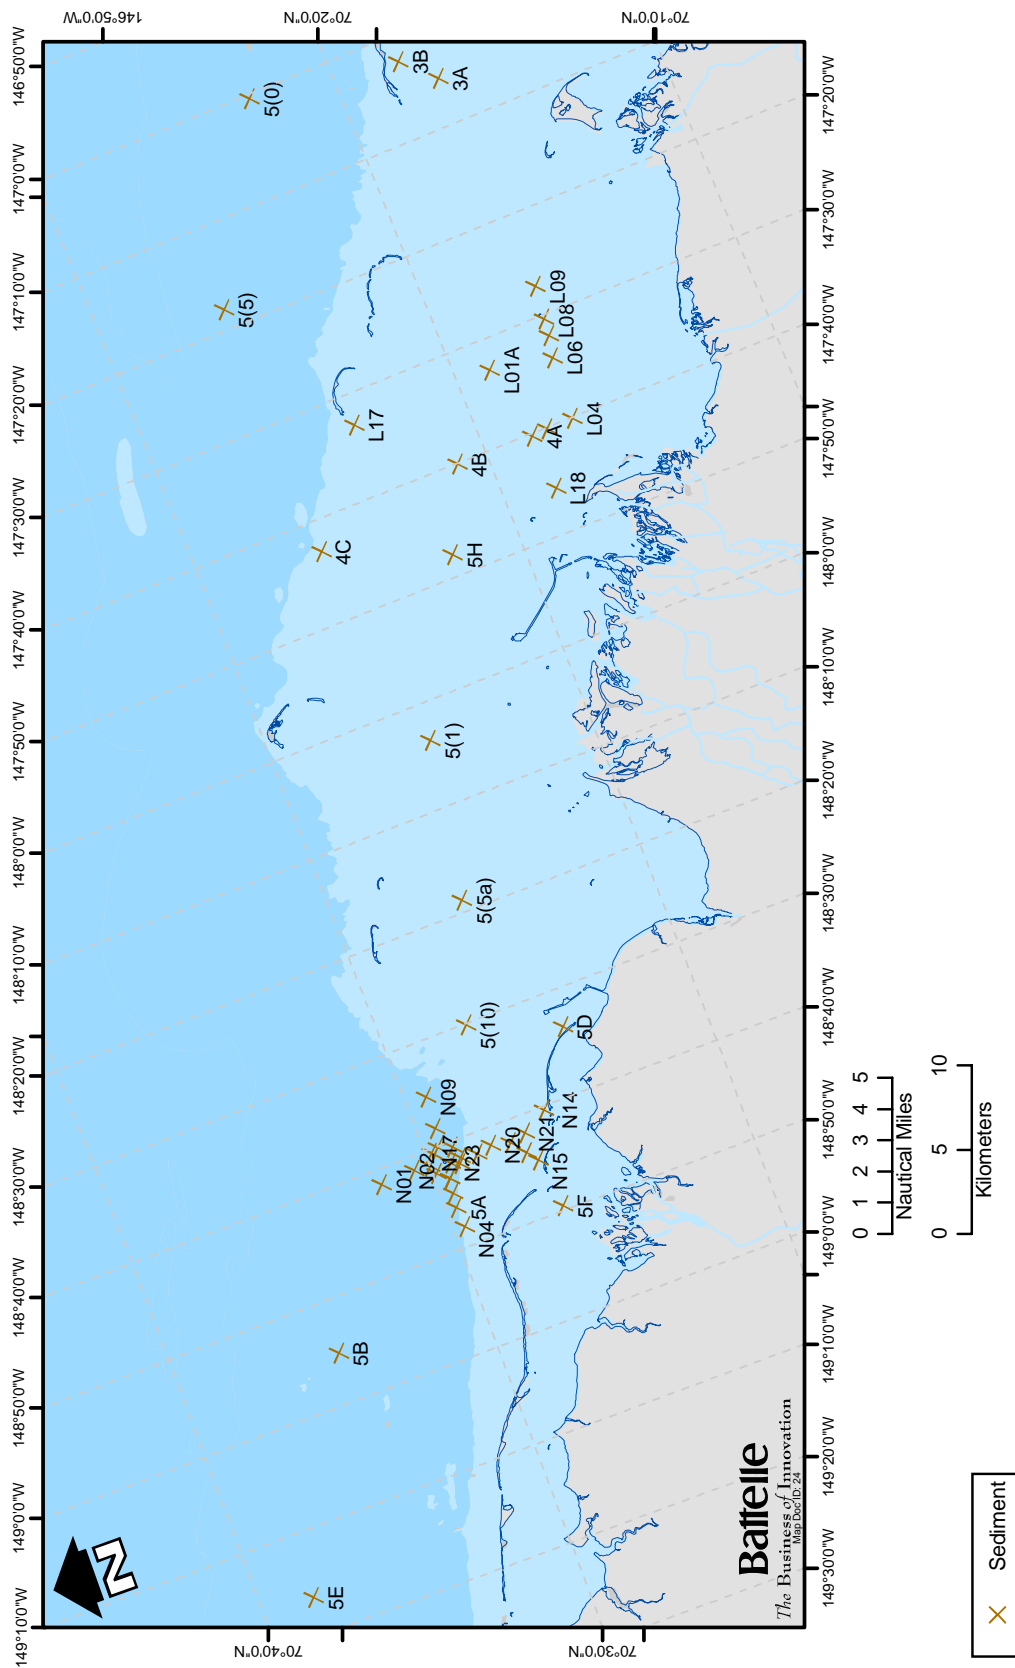 149°10'0"W
149°0'0"W
148°50'0"W
148°40'0"W
148°30'0"W
148°20'0"W
148°10'0"W
148°0'0"W
147°50'0"W
147°40'0"W
147°30'0"W
147°20'0"W
147°10'0"W
147°0'0"W
146°50'0"W
146°50'0"W
70°20'0"N
70°10'0"N
70°40'0"N
70°30'0"N
N
5E
5B
N01
N02
N04
5A
N17
N23
N09
N20
N21
N15
N14
5F
5D
5(10)
5(5a)
5(1)
5H
4C
4B
4A
L18
L04
L17
L01A
L06
L08
L09
5(5)
5(0)
3B
3A
Battelle
The Business of Innovation
Map Doc ID: 24
149°30'0"W
149°20'0"W
149°10'0"W
149°0'0"W
148°50'0"W
148°40'0"W
148°30'0"W
148°20'0"W
148°10'0"W
148°0'0"W
147°50'0"W
147°40'0"W
147°30'0"W
147°20'0"W
0 1 2 3 4 5
Nautical Miles
0 5 10
Kilometers
Sediment